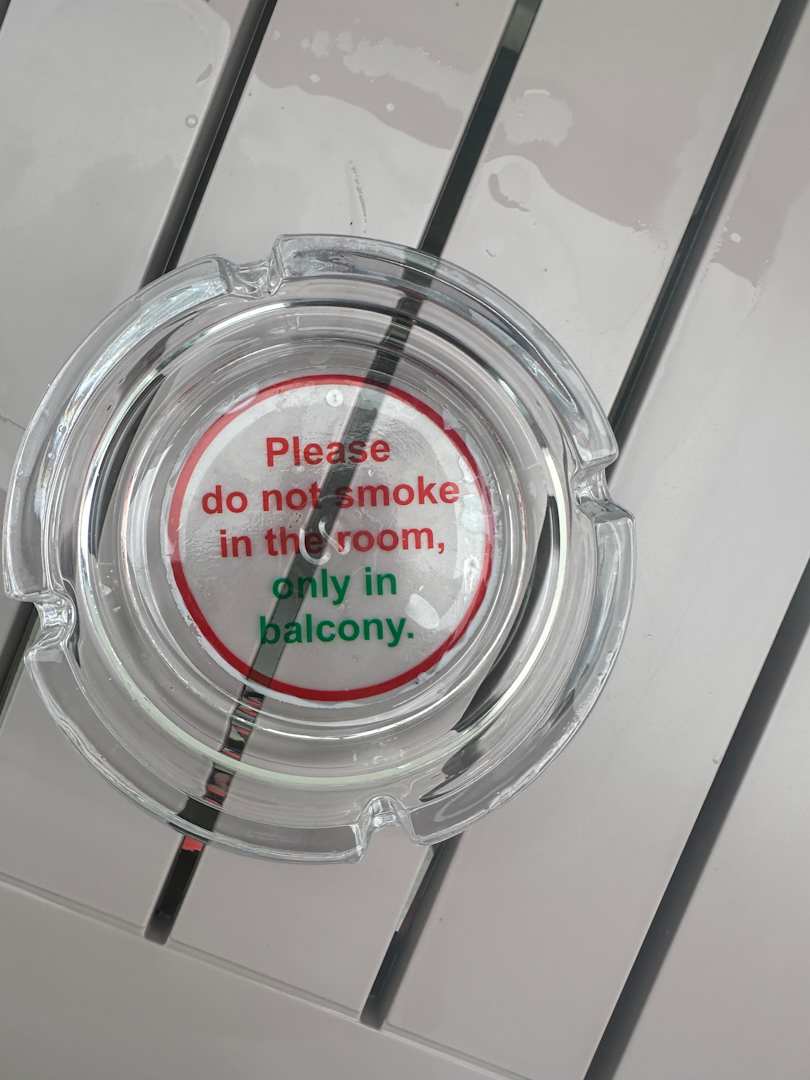 Please
do not smoke
in the room,
only in
balcony.